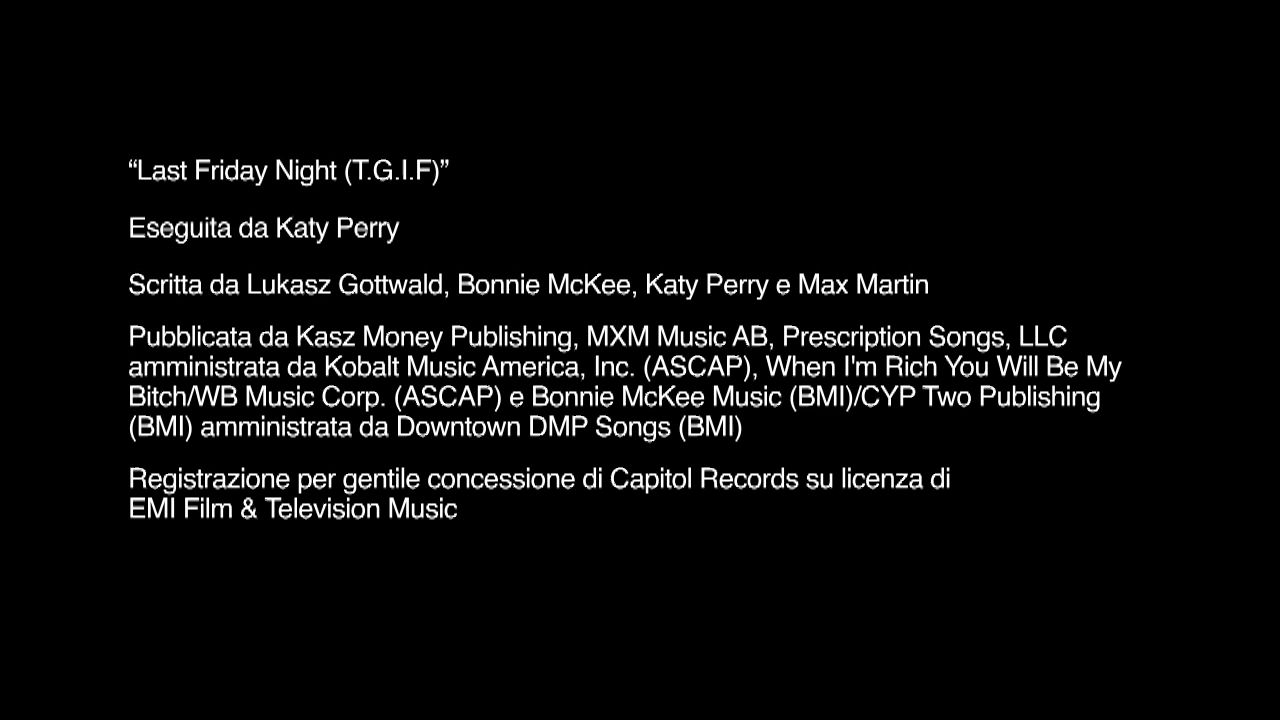 “Last Friday Night (T.G.I.F)”
Eseguita da Katy Perry
Scritta da Lukasz Gottwald, Bonnie McKee, Katy Perry e Max Martin
Pubblicata da Kasz Money Publishing, MXM Music AB, Prescription Songs, LLC
amministrata da Kobalt Music America, Inc. (ASCAP), When I'm Rich You Will Be My
Bitch/WB Music Corp. (ASCAP) e Bonnie McKee Music (BMI)/CYP Two Publishing
(BMI) amministrata da Downtown DMP Songs (BMI)
Registrazione per gentile concessione di Capitol Records su licenza di
EMI Film & Television Music